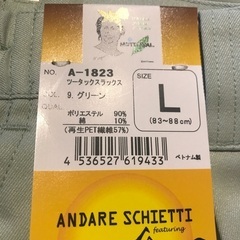 NO. A-1823
ツータックスラックス
COL. 9. グリーン
QUAL.
ポリエステル 90%
綿 10%
(再生PET繊維57%)
SIZE
L
(83~88cm)
4 536527 619433
ベトナム製
ANDARE SCHIETTI
featuring